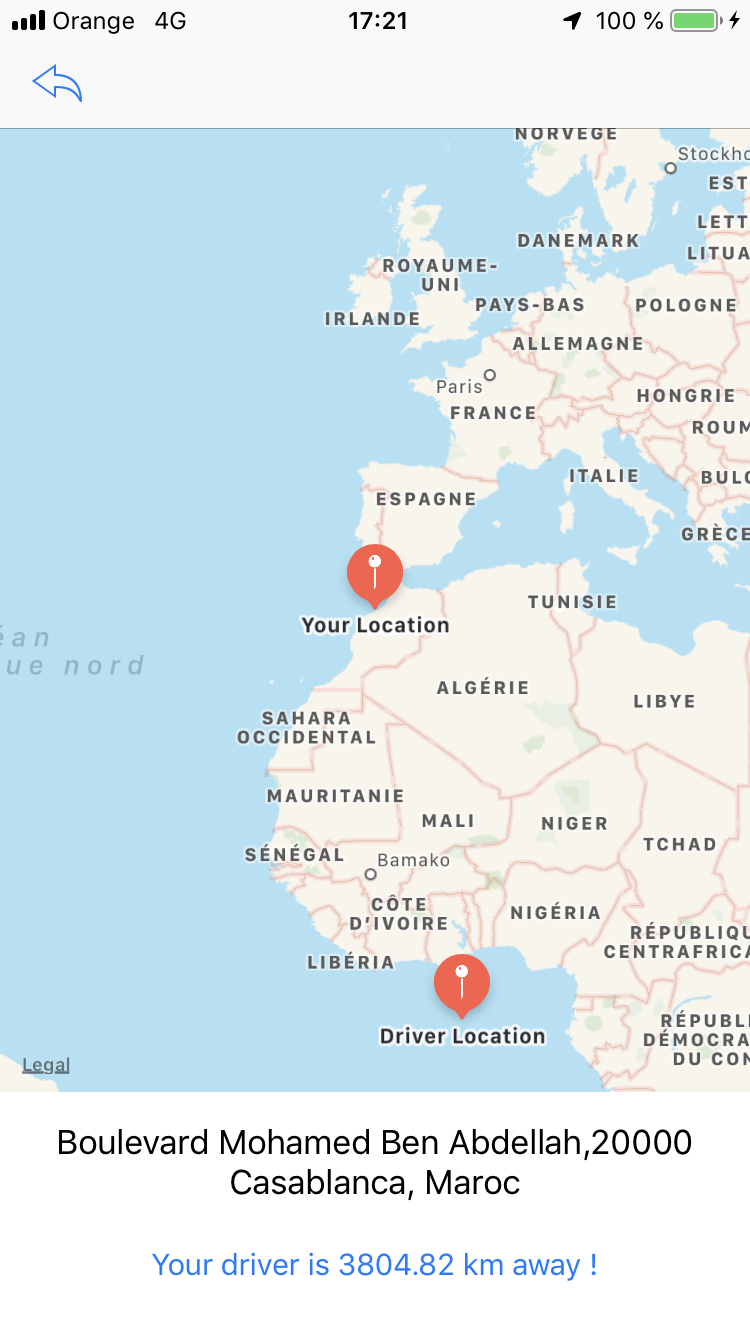 Orange 4G 17:21 100 %
NORVÈGE
Stockho
EST
LETT
DANEMARK
LITUA
ROYAUME-
UNI
PAYS-BAS
POLOGNE
IRLANDE
ALLEMAGNE
Paris
HONGRIE
FRANCE
ROUM
ITALIE
BULG
ESPAGNE
GRÈCE
TUNISIE
Your Location
éan
ue nord
ALGÉRIE
LIBYE
SAHARA
OCCIDENTAL
MAURITANIE
MALI
NIGER
TCHAD
SÉNÉGAL
Bamako
CÔTE
D'IVOIRE
NIGÉRIA
RÉPUBLIQU
CENTRAFRICA
LIBÉRIA
RÉPUBLI
DÉMOCRA
DU CON
Driver Location
Legal
Boulevard Mohamed Ben Abdellah,20000
Casablanca, Maroc
Your driver is 3804.82 km away !